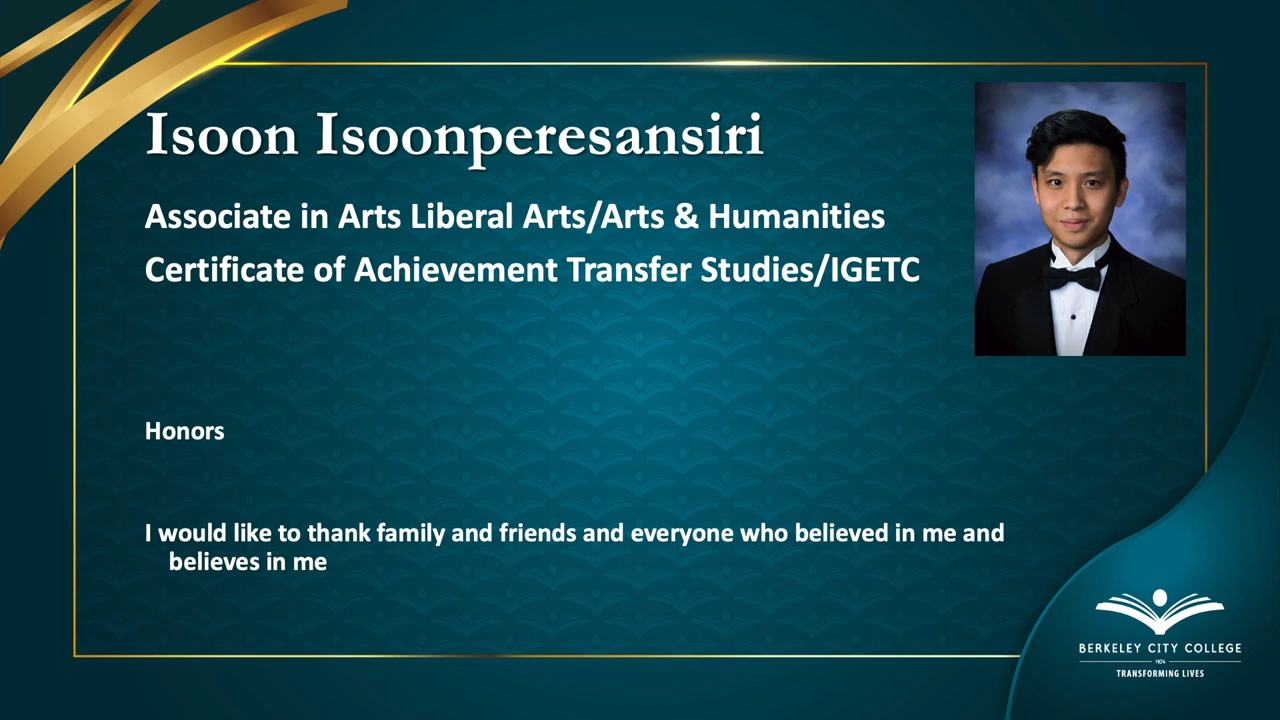 Isoon Isoonperesansiri
Associate in Arts Liberal Arts/Arts & Humanities
Certificate of Achievement Transfer Studies/IGETC
Honors
I would like to thank family and friends and everyone who believed in me and
believes in me
BERKELEY CITY COLLEGE
1974
TRANSFORMING LIVES